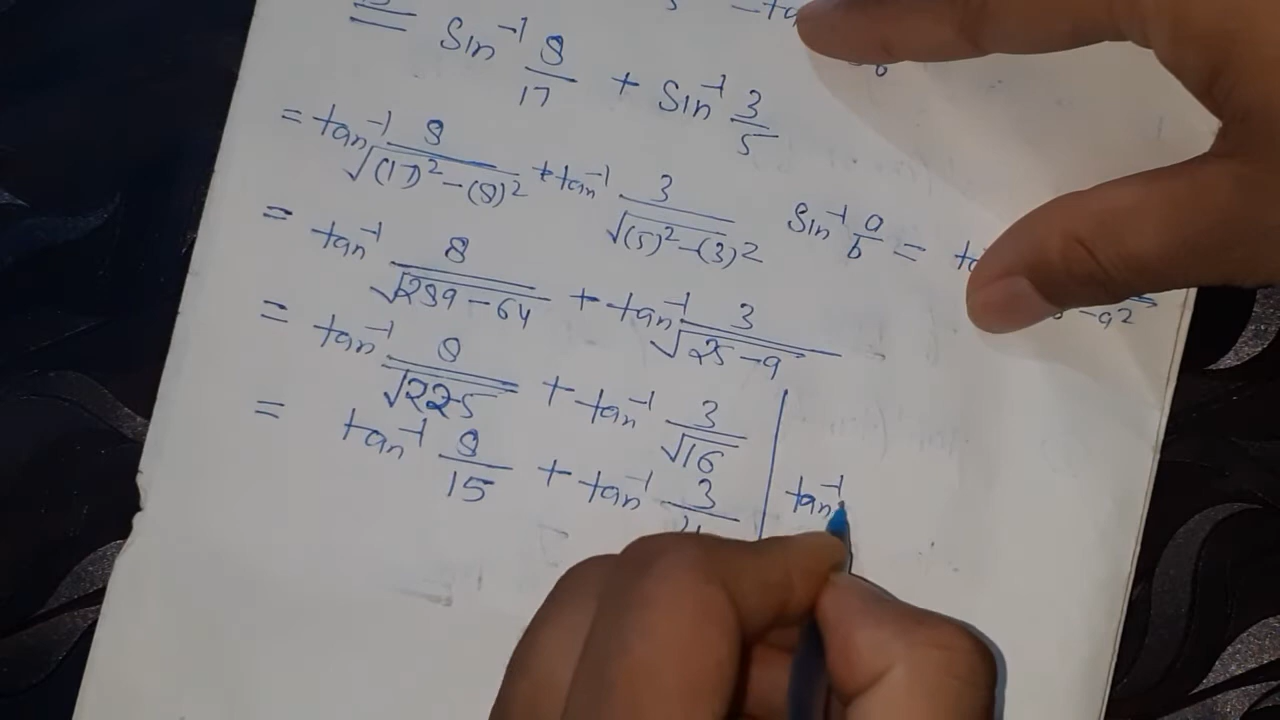 sin⁻¹ 8/17 + sin⁻¹ 3/5
= tan⁻¹ 8/√(17)²-(8)² + tan⁻¹ 3/√(5)²-(3)²
sin⁻¹ a/b =
-a²
= tan⁻¹ 8/√289-64 + tan⁻¹ 3/√25-9
= tan⁻¹ 8/√225 + tan⁻¹ 3/√16
= tan⁻¹ 8/15 + tan⁻¹ 3/4
tan⁻¹